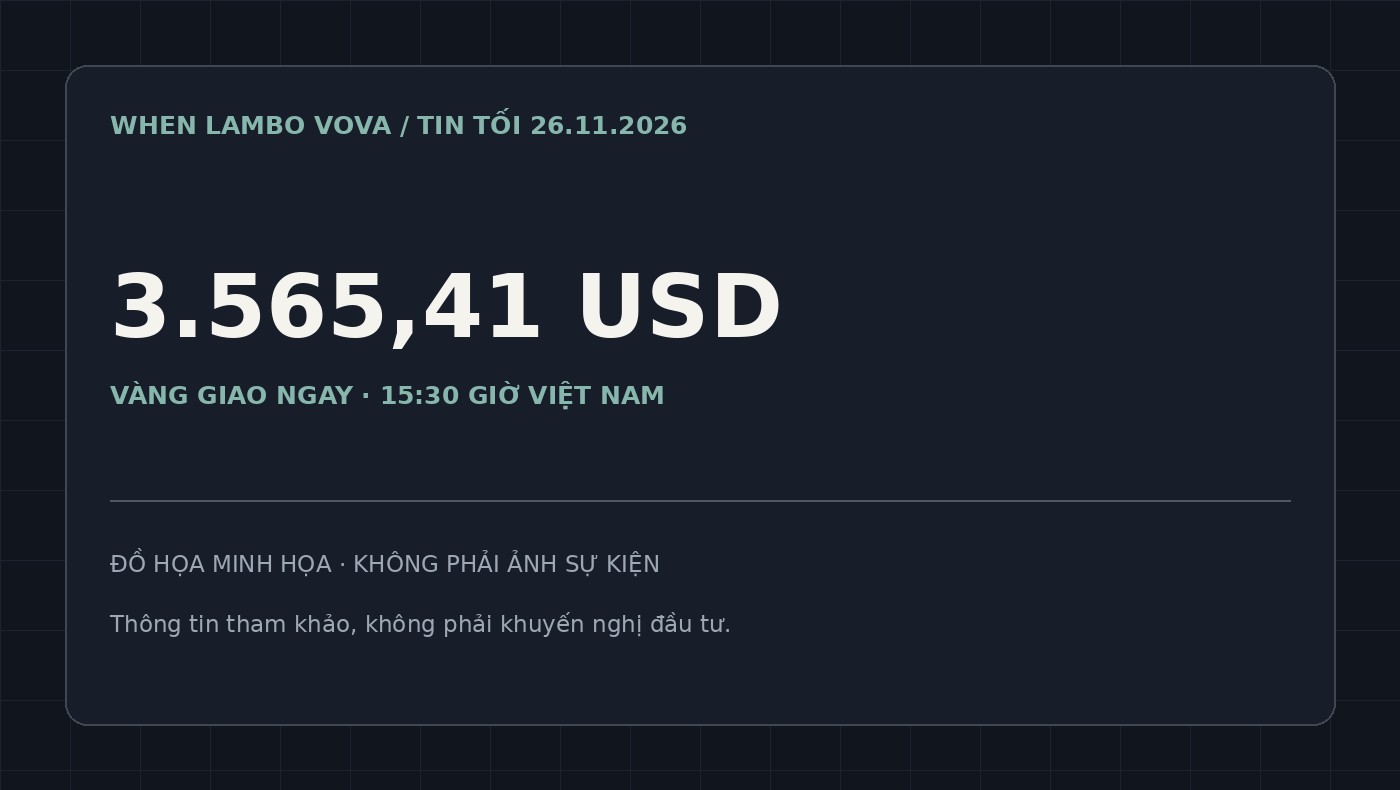 WHEN LAMBO VOVA / TIN TỐI 26.11.2026
3.565,41 USD
VÀNG GIAO NGAY · 15:30 GIỜ VIỆT NAM
ĐỒ HỌA MINH HỌA · KHÔNG PHẢI ẢNH SỰ KIỆN
Thông tin tham khảo, không phải khuyến nghị đầu tư.